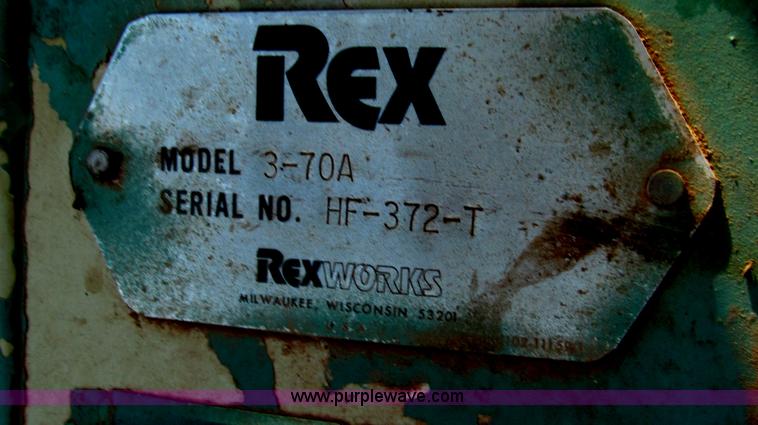 REX
MODEL 3-70A
SERIAL NO. HF-372-T
REXWORKS
MILWAUKEE, WISCONSIN 53201
U.S.A.
www.purplewave.com